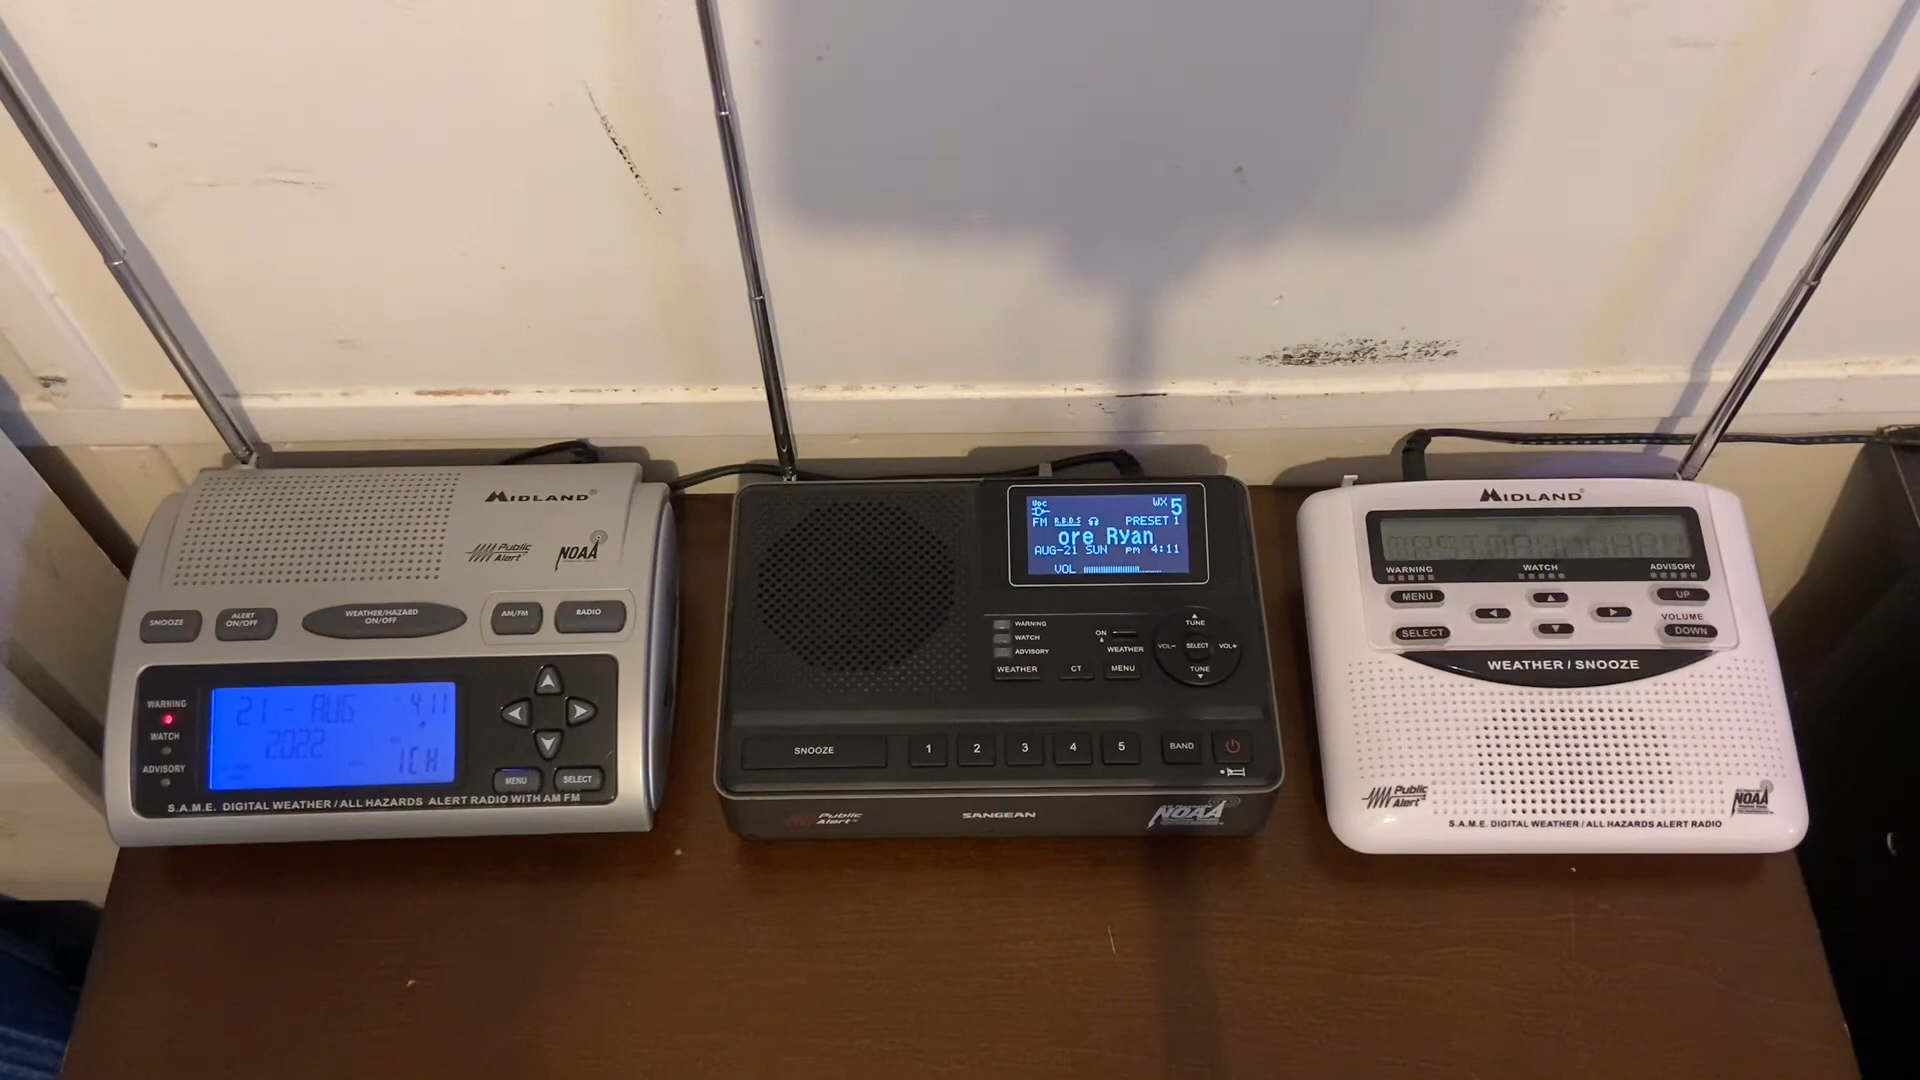 MIDLAND
Public Alert
NOAA
SNOOZE
ALERT ON/OFF
WEATHER/HAZARD ON/OFF
AM/FM
RADIO
WARNING
WATCH
ADVISORY
21 - AUG 4:11
2022
1CH
MENU
SELECT
S.A.M.E. DIGITAL WEATHER / ALL HAZARDS ALERT RADIO WITH AM FM
WX 5
FM R.B.D.S PRESET 1
ore Ryan
AUG-21 SUN PM 4:11
VOL
WARNING
WATCH
ADVISORY
WEATHER
ON
WEATHER
CT
MENU
TUNE
VOL-
SELECT
VOL+
TUNE
SNOOZE
1
2
3
4
5
BAND
Public Alert
SANGEAN
NOAA
MIDLAND
WARNING
WATCH
ADVISORY
MENU
SELECT
UP
VOLUME
DOWN
WEATHER / SNOOZE
Public Alert
NOAA
S.A.M.E. DIGITAL WEATHER / ALL HAZARDS ALERT RADIO